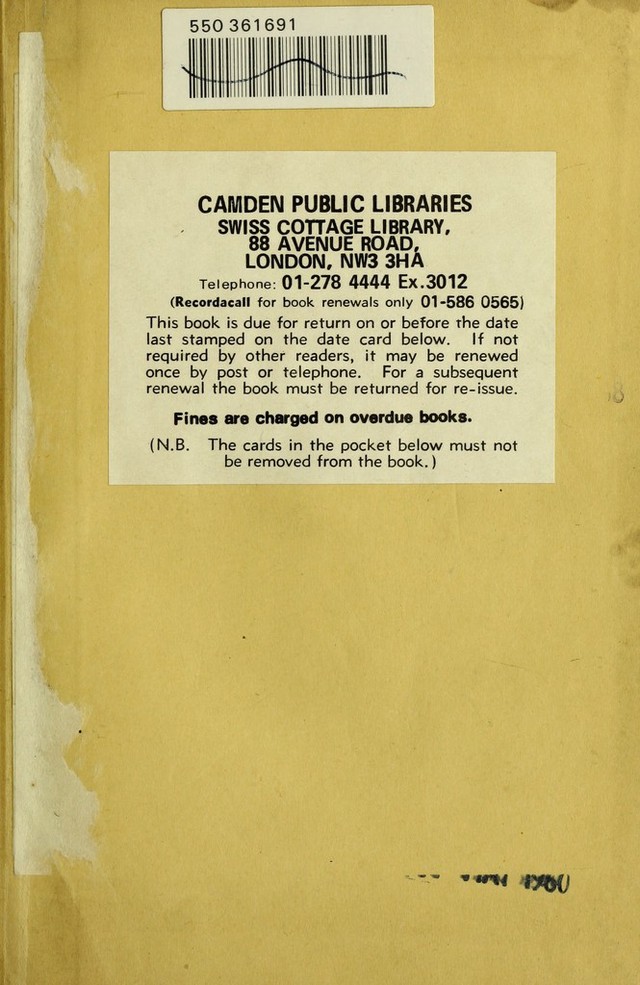 550 361691
CAMDEN PUBLIC LIBRARIES
SWISS COTTAGE LIBRARY,
88 AVENUE ROAD,
LONDON, NW3 3HA
Telephone: 01-278 4444 Ex.3012
(Recordacall for book renewals only 01-586 0565)
This book is due for return on or before the date
last stamped on the date card below. If not
required by other readers, it may be renewed
once by post or telephone. For a subsequent
renewal the book must be returned for re-issue.
Fines are charged on overdue books.
(N.B. The cards in the pocket below must not
be removed from the book.)